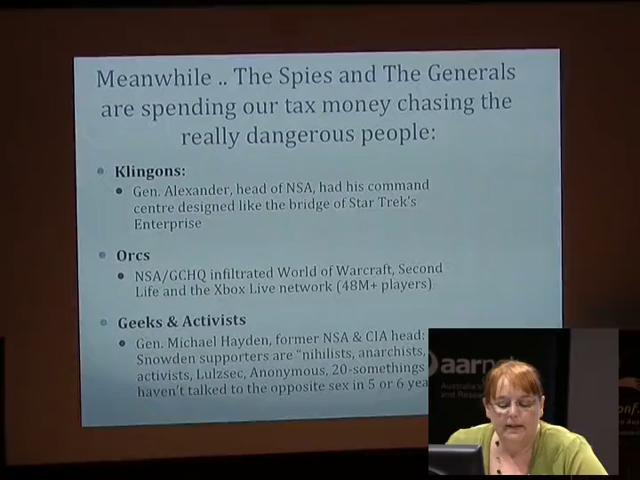 Meanwhile .. The Spies and The Generals
are spending our tax money chasing the
really dangerous people:
Klingons:
Gen. Alexander, head of NSA, had his command
centre designed like the bridge of Star Trek's
Enterprise
Orcs
NSA/GCHQ infiltrated World of Warcraft, Second
Life and the Xbox Live network (48M+ players)
Geeks & Activists
Gen. Michael Hayden, former NSA & CIA head:
Snowden supporters are "nihilists, anarchists,
activists, Lulzsec, Anonymous, 20-somethings
haven't talked to the opposite sex in 5 or 6 yea
aarnet
and